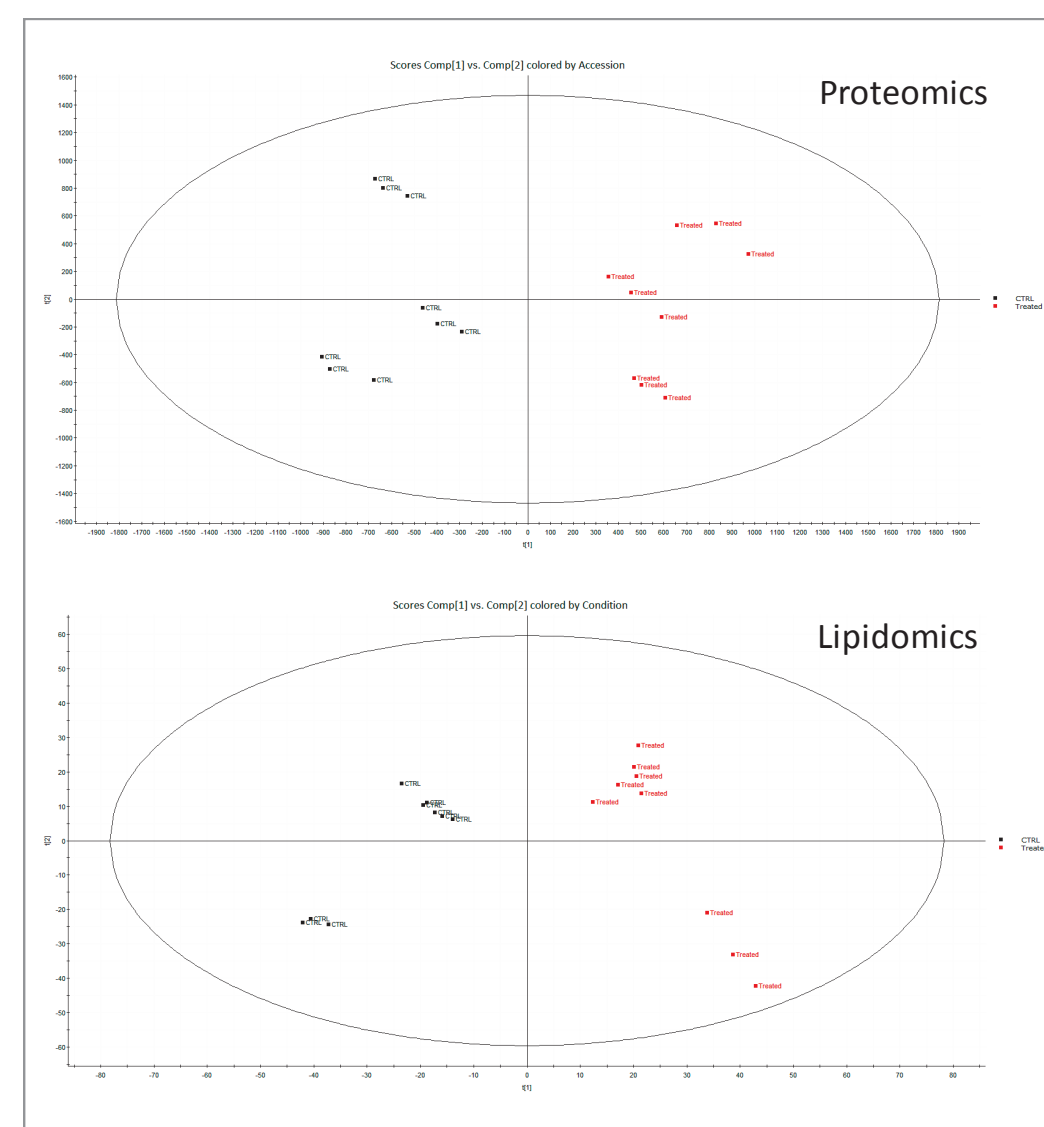 Scores Comp[1] vs. Comp[2] colored by Accession
Proteomics
1600
1400
1200
1000
800
600
400
200
0
-200
-400
-600
-800
-1000
-1200
-1400
-1600
t[2]
CTRL
CTRL
CTRL
Treated
Treated
Treated
Treated
Treated
CTRL
CTRL
Treated
CTRL
CTRL
CTRL
Treated
CTRL
Treated
Treated
CTRL
Treated
-1900 -1800 -1700 -1600 -1500 -1400 -1300 -1200 -1100 -1000 -900 -800 -700 -600 -500 -400 -300 -200 -100 0 100 200 300 400 500 600 700 800 900 1000 1100 1200 1300 1400 1500 1600 1700 1800 1900
t[1]
Scores Comp[1] vs. Comp[2] colored by Condition
Lipidomics
60
50
40
30
20
10
0
-10
-20
-30
-40
-50
-60
t[2]
Treated
Treated
Treated
CTRL
Treated
Treated
CTRL
CTRL
Treated
CTRL
CTRL
CTRL
Treated
CTRL
CTRL
CTRL
Treated
Treated
CTRL
Treate
-80 -70 -60 -50 -40 -30 -20 -10 0 10 20 30 40 50 60 70 80
t[1]